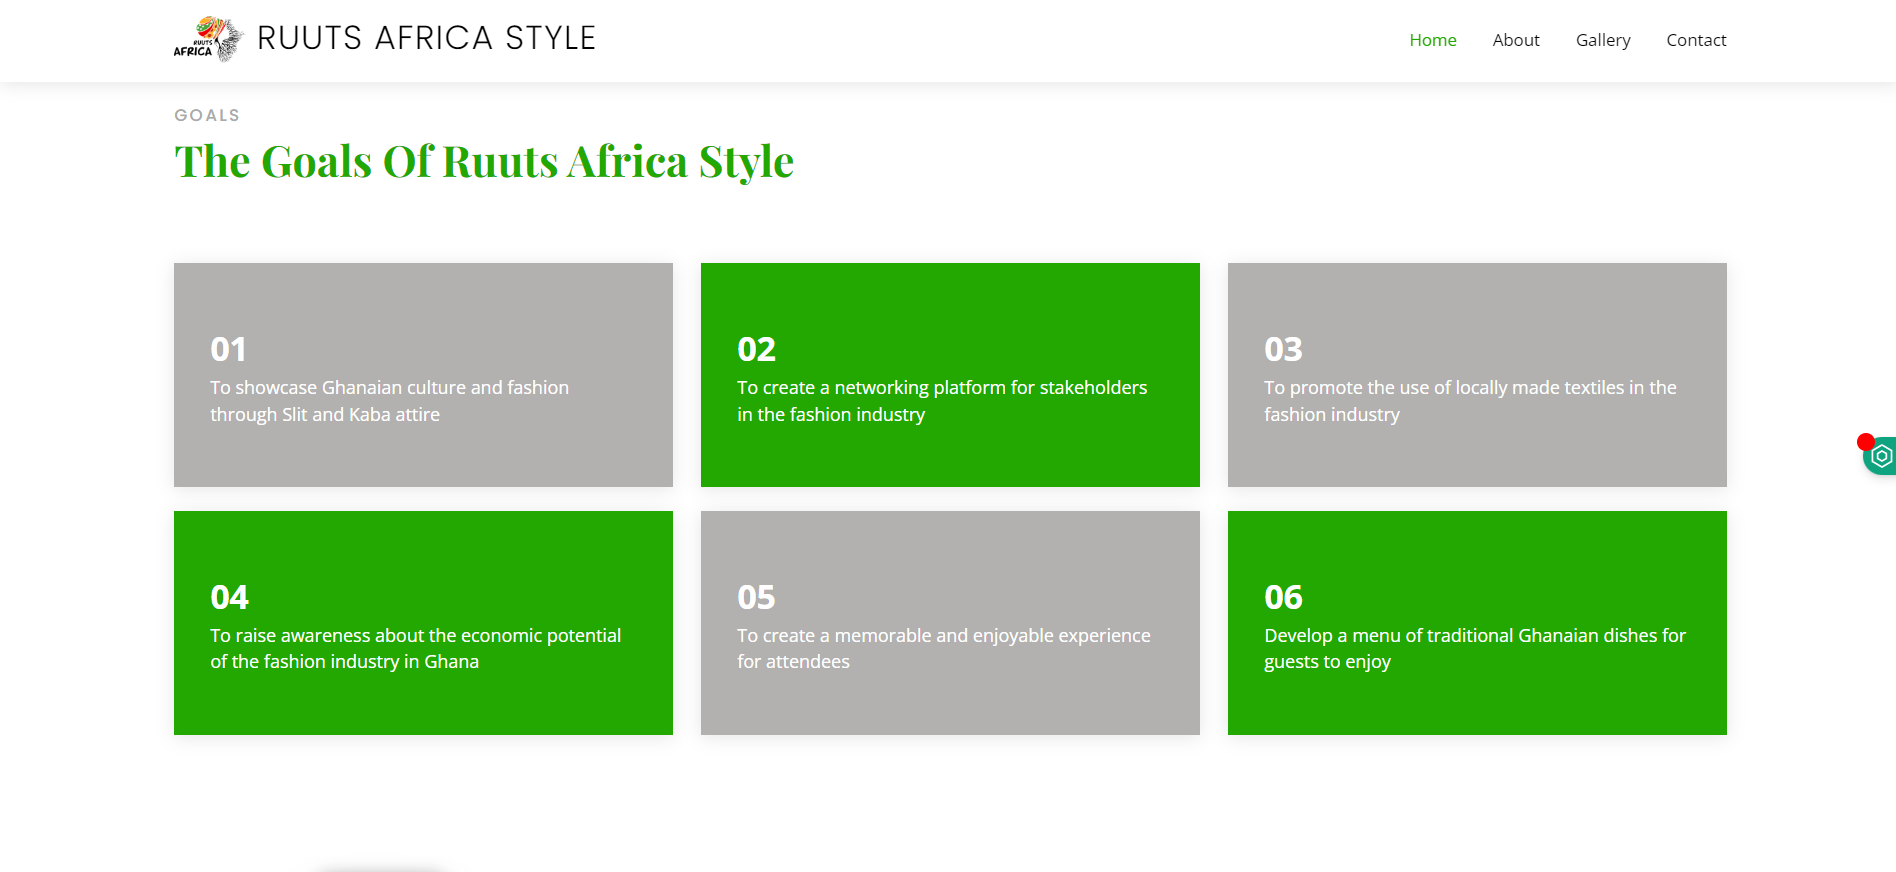 RUUTS
AFRICA
RUUTS AFRICA STYLE
Home
About
Gallery
Contact
GOALS
The Goals Of Ruuts Africa Style
01
To showcase Ghanaian culture and fashion
through Slit and Kaba attire
02
To create a networking platform for stakeholders
in the fashion industry
03
To promote the use of locally made textiles in the
fashion industry
04
To raise awareness about the economic potential
of the fashion industry in Ghana
05
To create a memorable and enjoyable experience
for attendees
06
Develop a menu of traditional Ghanaian dishes for
guests to enjoy